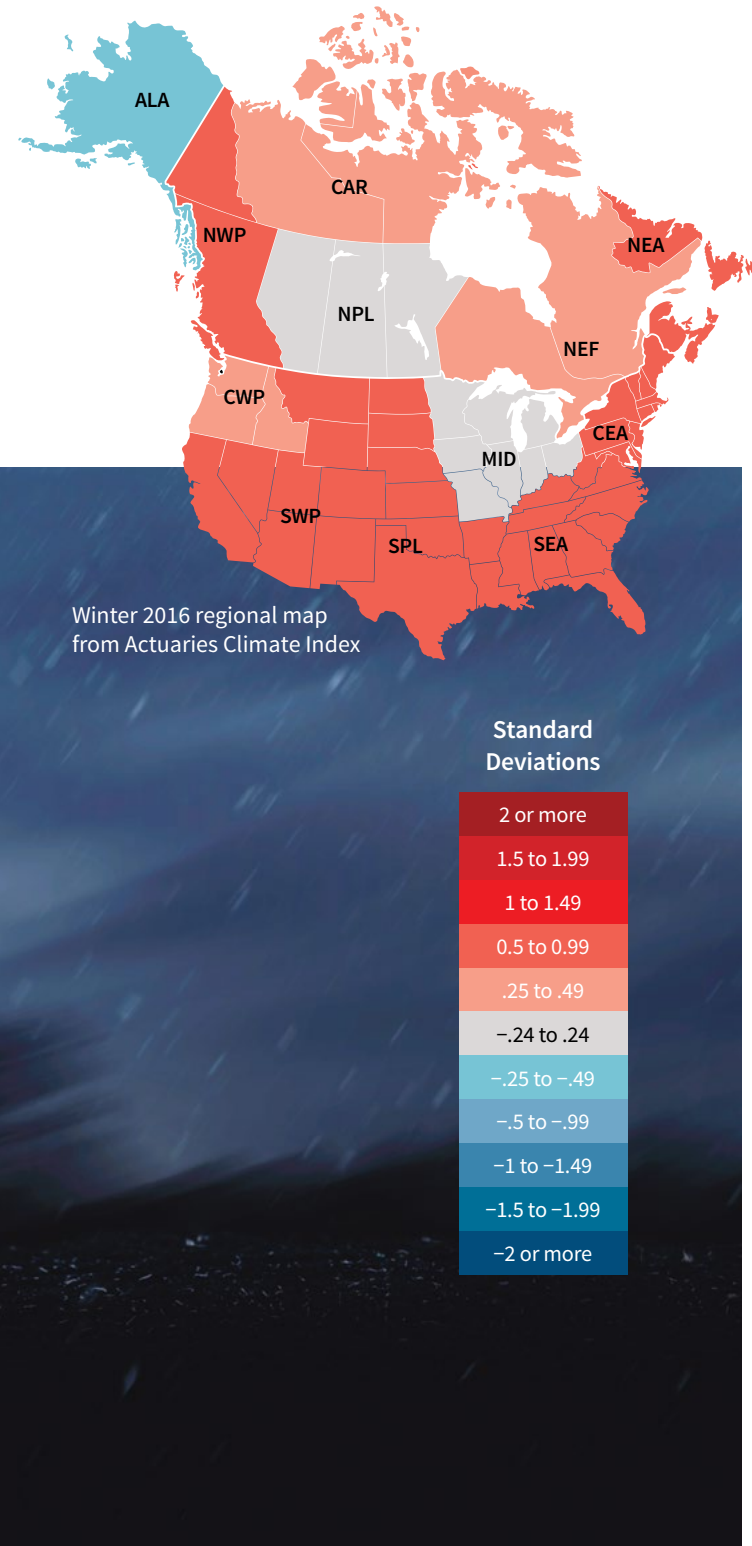 ALA
CAR
NWP
NEA
NPL
NEF
CWP
CEA
MID
SWP
SPL
SEA
Winter 2016 regional map
from Actuaries Climate Index
Standard
Deviations
2 or more
1.5 to 1.99
1 to 1.49
0.5 to 0.99
.25 to .49
−.24 to .24
−.25 to −.49
−.5 to −.99
−1 to −1.49
−1.5 to −1.99
−2 or more